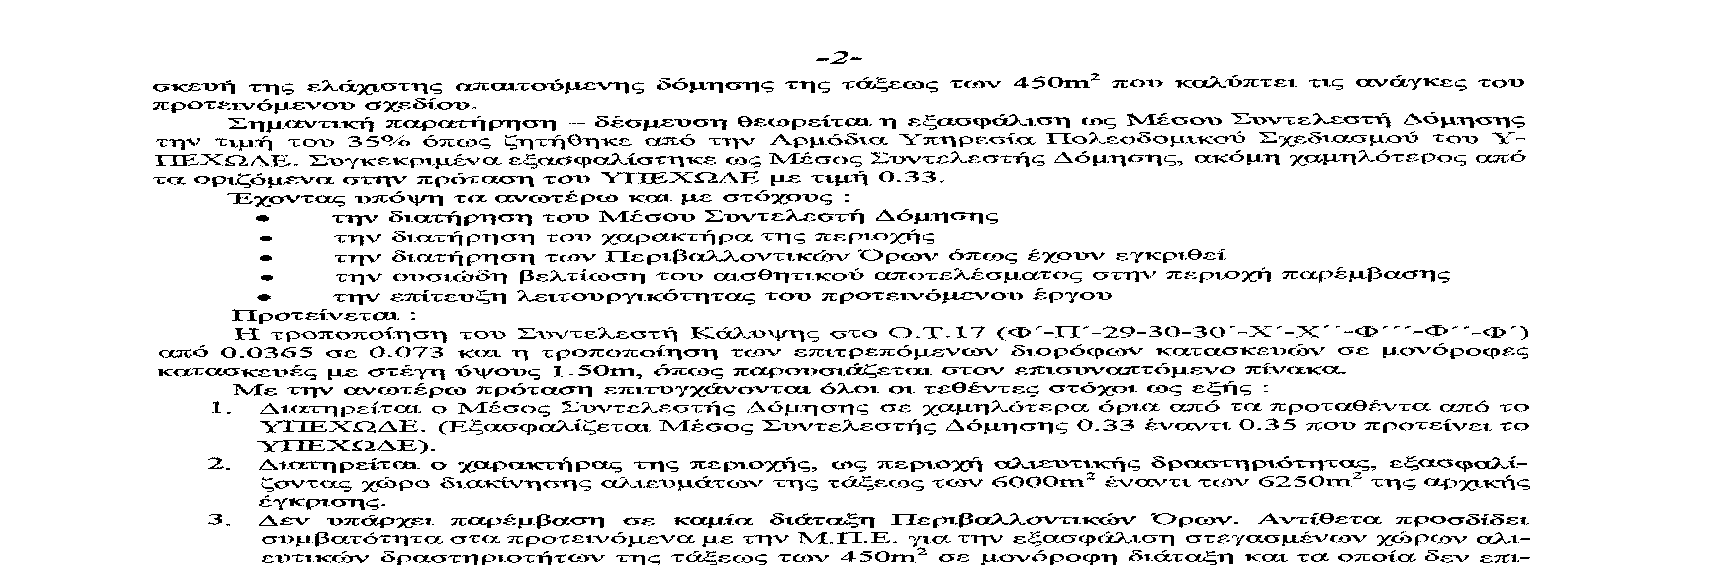 -2-
σκευή της ελάχιστης απαιτούμενης δόμησης της τάξεως των 450m² που καλύπτει τις ανάγκες του
προτεινόμενου σχεδίου.
Σημαντική παρατήρηση – δέσμευση θεωρείται η εξασφάλιση ως Μέσου Συντελεστή Δόμησης
την τιμή του 35% όπως ζητήθηκε από την Αρμόδια Υπηρεσία Πολεοδομικού Σχεδιασμού του Υ-
ΠΕΧΩΔΕ. Συγκεκριμένα εξασφαλίστηκε ως Μέσος Συντελεστής Δόμησης, ακόμη χαμηλότερος από
τα οριζόμενα στην πρόταση του ΥΠΕΧΩΔΕ με τιμή 0.33.
Έχοντας υπόψη τα ανωτέρω και με στόχους :
• την διατήρηση του Μέσου Συντελεστή Δόμησης
• την διατήρηση του χαρακτήρα της περιοχής
• την διατήρηση των Περιβαλλοντικών Όρων όπως έχουν εγκριθεί
• την ουσιώδη βελτίωση του αισθητικού αποτελέσματος στην περιοχή παρέμβασης
• την επίτευξη λειτουργικότητας του προτεινόμενου έργου
Προτείνεται :
Η τροποποίηση του Συντελεστή Κάλυψης στο Ο.Τ.17 (Φ΄-Π΄-29-30-30΄-Χ΄-Χ΄΄-Φ΄΄΄-Φ΄΄-Φ΄)
από 0.0365 σε 0.073 και η τροποποίηση των επιτρεπόμενων διορόφων κατασκευών σε μονόροφες
κατασκευές με στέγη ύψους 1.50m, όπως παρουσιάζεται στον επισυναπτόμενο πίνακα.
Με την ανωτέρω πρόταση επιτυγχάνονται όλοι οι τεθέντες στόχοι ως εξής :
1. Διατηρείται ο Μέσος Συντελεστής Δόμησης σε χαμηλότερα όρια από τα προταθέντα από το
ΥΠΕΧΩΔΕ. (Εξασφαλίζεται Μέσος Συντελεστής Δόμησης 0.33 έναντι 0.35 που προτείνει το
ΥΠΕΧΩΔΕ).
2. Διατηρείται ο χαρακτήρας της περιοχής, ως περιοχή αλιευτικής δραστηριότητας, εξασφαλί-
ζοντας χώρο διακίνησης αλιευμάτων της τάξεως των 6000m² έναντι των 6250m² της αρχικής
έγκρισης.
3. Δεν υπάρχει παρέμβαση σε καμία διάταξη Περιβαλλοντικών Όρων. Αντίθετα προσδίδει
συμβατότητα στα προτεινόμενα με την Μ.Π.Ε. για την εξασφάλιση στεγασμένων χώρων αλι-
ευτικών δραστηριοτήτων της τάξεως των 450m² σε μονόροφη διάταξη και τα οποία δεν επι-